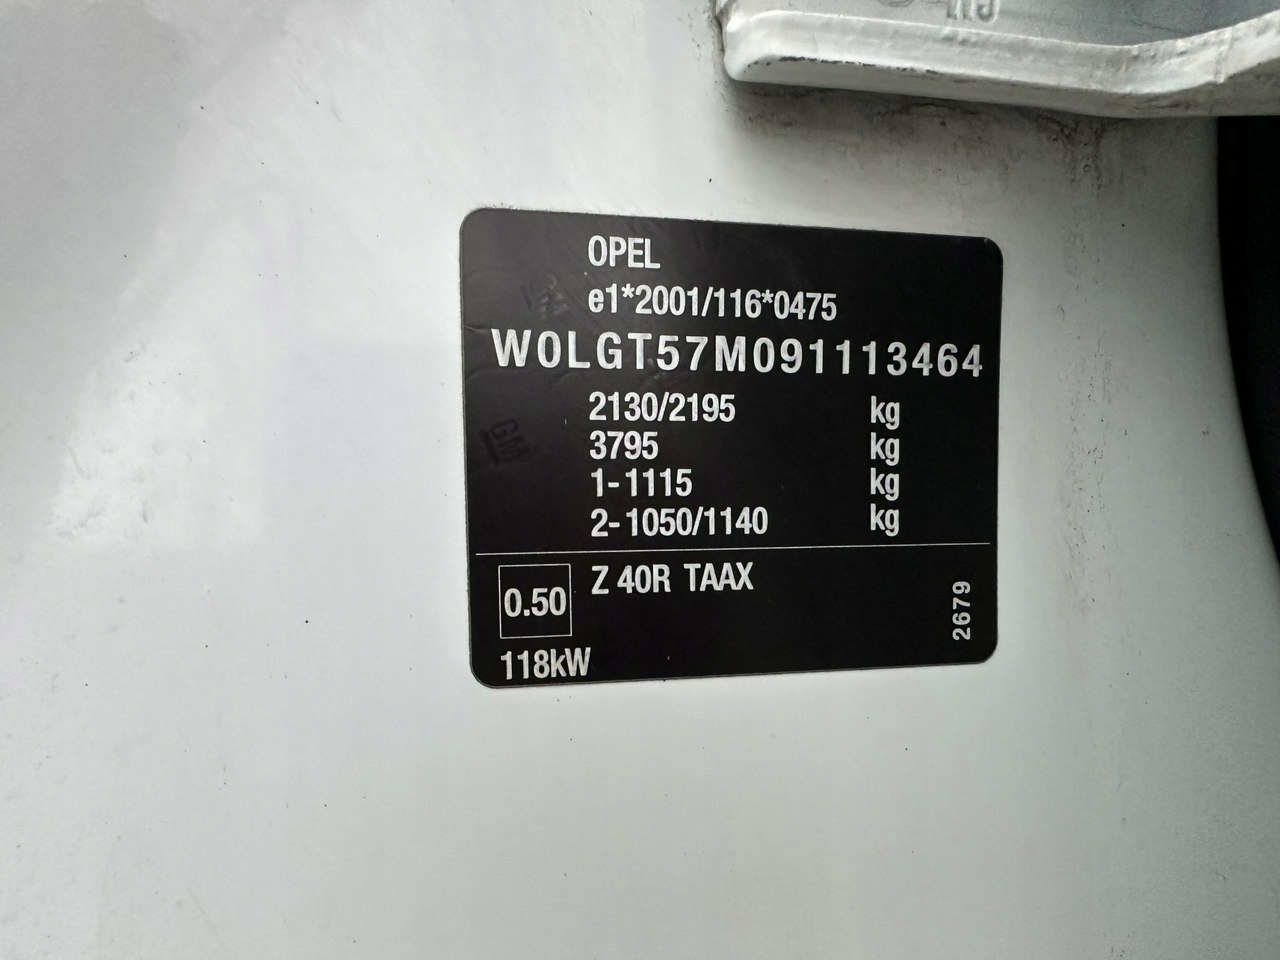 OPEL
e1*2001/116*0475
W0LGT57M091113464
2130/2195 kg
3795 kg
1-1115 kg
2-1050/1140 kg
0.50
Z 40R TAAX
118kW
2679
GM